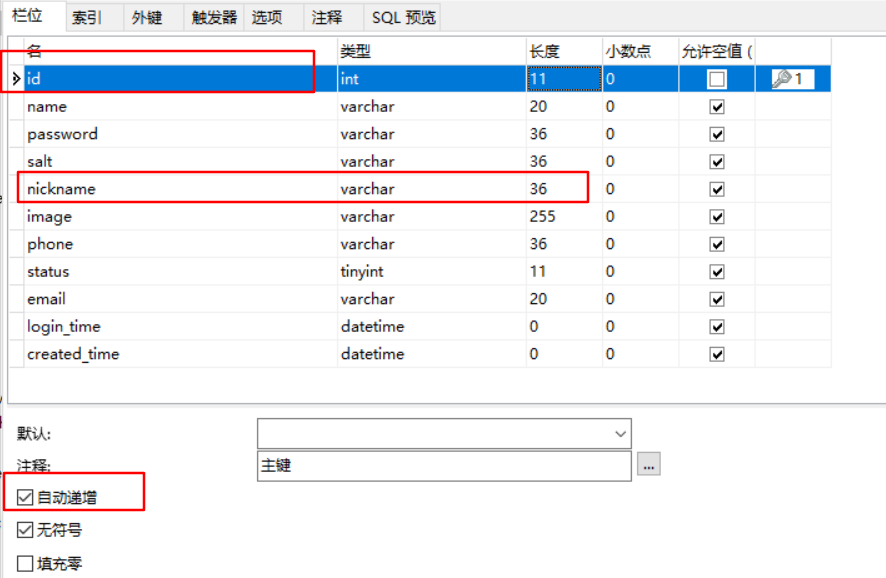 栏位 索引 外键 触发器 选项 注释 SQL 预览
名 类型 长度 小数点 允许空值 (
id int 11 0 1
name varchar 20 0
password varchar 36 0
salt varchar 36 0
nickname varchar 36 0
image varchar 255 0
phone varchar 36 0
status tinyint 11 0
email varchar 20 0
login_time datetime 0 0
created_time datetime 0 0
默认:
注释: 主键 ...
自动递增
无符号
填充零